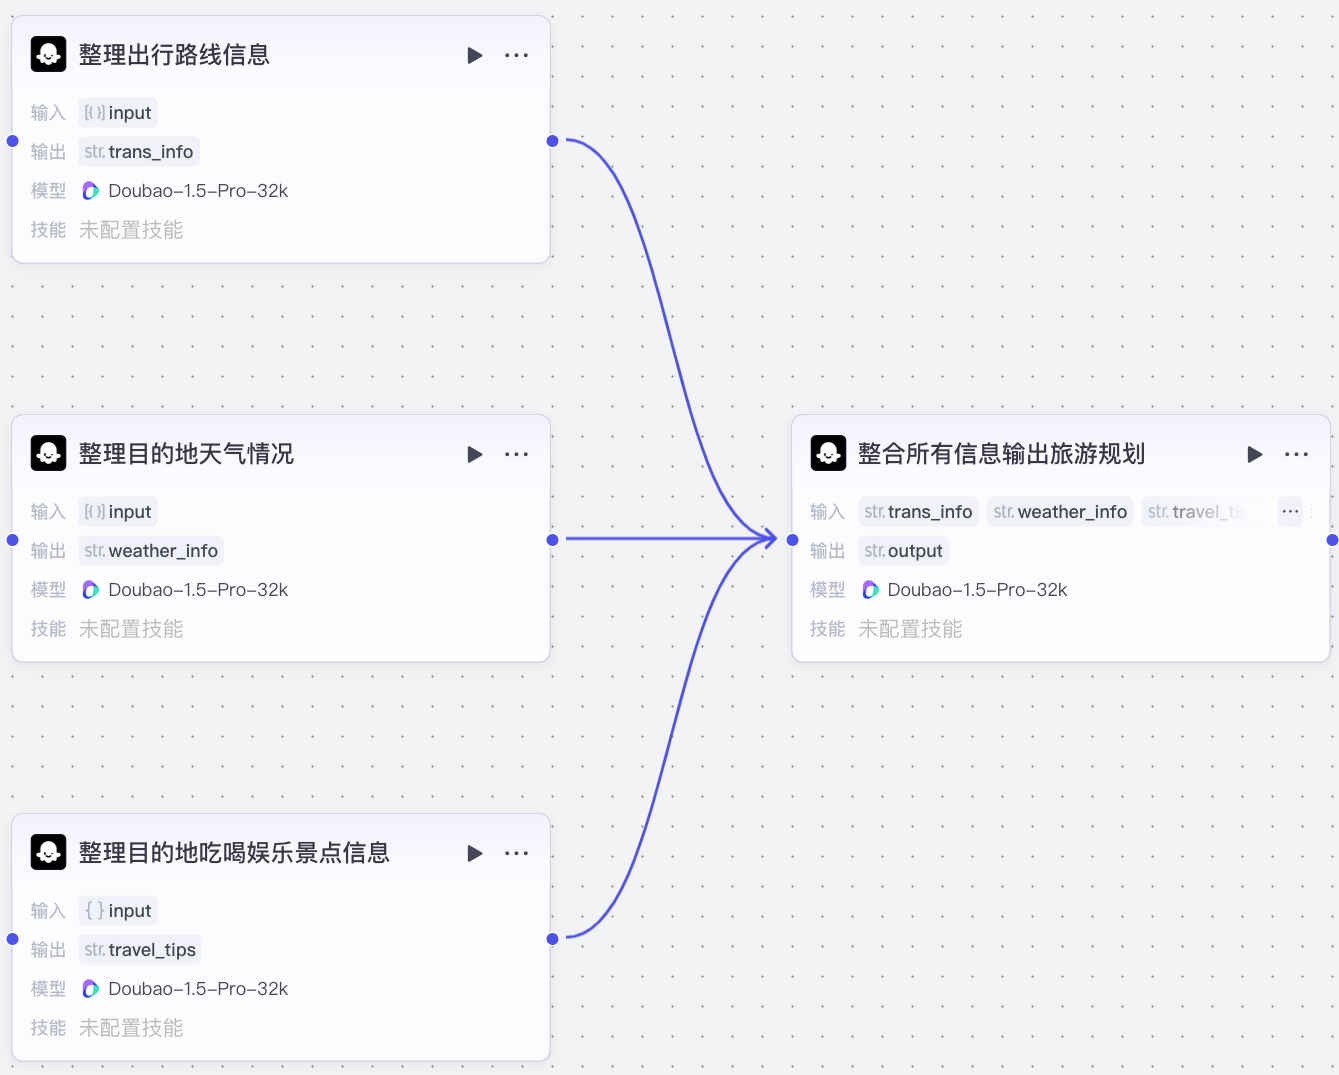 整理出行路线信息
输入 [{}] input
输出 str. trans_info
模型 Doubao-1.5-Pro-32k
技能 未配置技能
整理目的地天气情况
输入 [{}] input
输出 str. weather_info
模型 Doubao-1.5-Pro-32k
技能 未配置技能
整合所有信息输出旅游规划
输入 str. trans_info str. weather_info str. travel_ti ...
输出 str. output
模型 Doubao-1.5-Pro-32k
技能 未配置技能
整理目的地吃喝娱乐景点信息
输入 { } input
输出 str. travel_tips
模型 Doubao-1.5-Pro-32k
技能 未配置技能